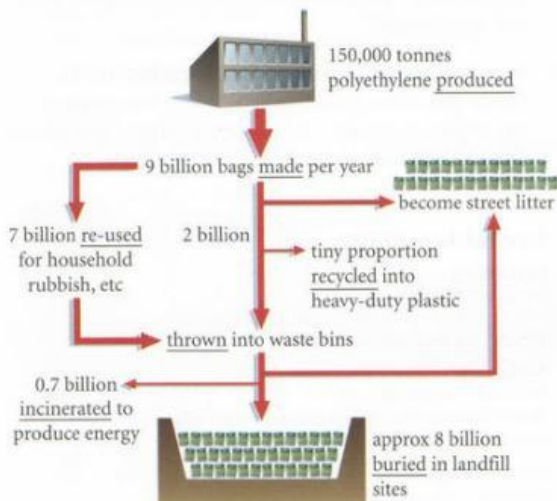 150,000 tonnes
polyethylene produced
9 billion bags made per year
become street litter
7 billion re-used
for household
rubbish, etc
2 billion
tiny proportion
recycled into
heavy-duty plastic
thrown into waste bins
0.7 billion
incinerated to
produce energy
approx 8 billion
buried in landfill
sites